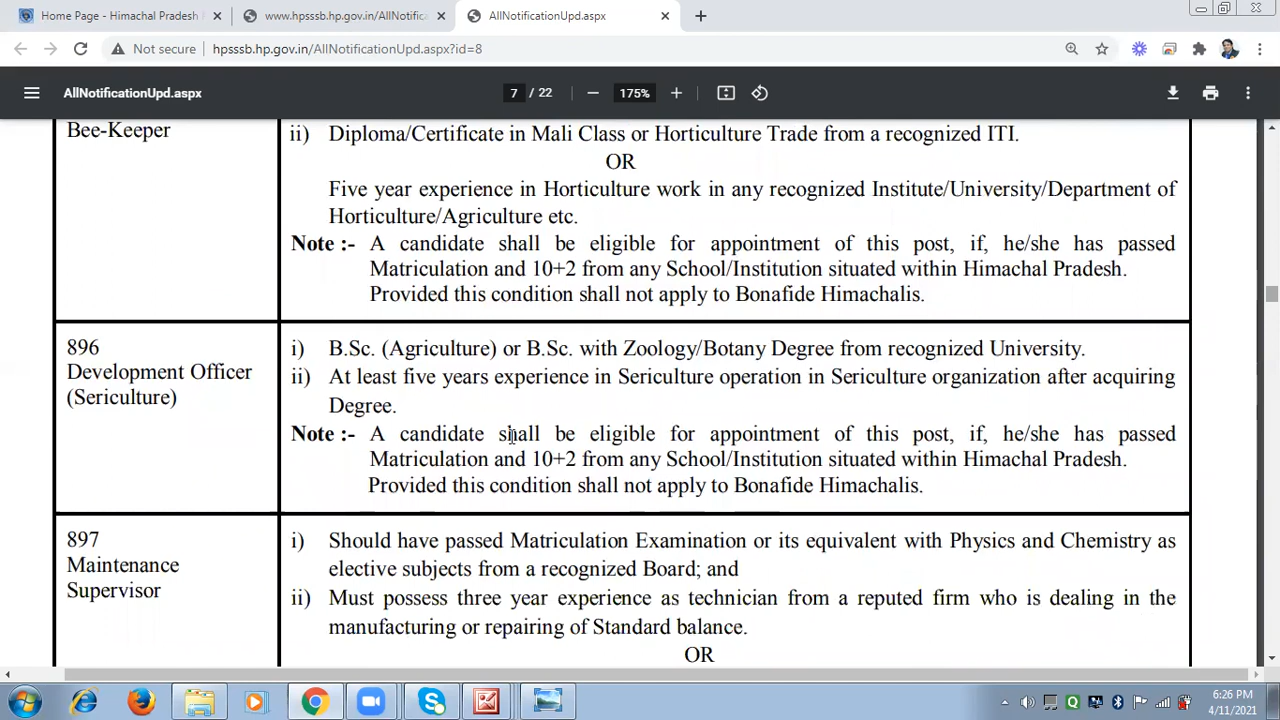 Home Page - Himachal Pradesh
www.hpsssb.hp.gov.in/AllNotific
AllNotificationUpd.aspx
Not secure
hpsssb.hp.gov.in/AllNotificationUpd.aspx?id=8
AllNotificationUpd.aspx
7 / 22
175%
Bee-Keeper
ii) Diploma/Certificate in Mali Class or Horticulture Trade from a recognized ITI.
OR
Five year experience in Horticulture work in any recognized Institute/University/Department of
Horticulture/Agriculture etc.
Note :- A candidate shall be eligible for appointment of this post, if, he/she has passed
Matriculation and 10+2 from any School/Institution situated within Himachal Pradesh.
Provided this condition shall not apply to Bonafide Himachalis.
896
Development Officer
(Sericulture)
i) B.Sc. (Agriculture) or B.Sc. with Zoology/Botany Degree from recognized University.
ii) At least five years experience in Sericulture operation in Sericulture organization after acquiring
Degree.
Note :- A candidate shall be eligible for appointment of this post, if, he/she has passed
Matriculation and 10+2 from any School/Institution situated within Himachal Pradesh.
Provided this condition shall not apply to Bonafide Himachalis.
897
Maintenance
Supervisor
i) Should have passed Matriculation Examination or its equivalent with Physics and Chemistry as
elective subjects from a recognized Board; and
ii) Must possess three year experience as technician from a reputed firm who is dealing in the
manufacturing or repairing of Standard balance.
OR
6:26 PM
4/11/2021